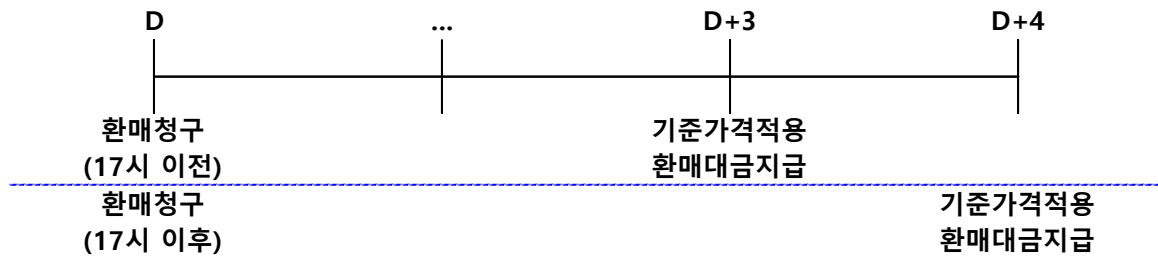 D ... D+3 D+4
환매청구 기준가격적용
(17시 이전) 환매대금지급
환매청구 기준가격적용
(17시 이후) 환매대금지급